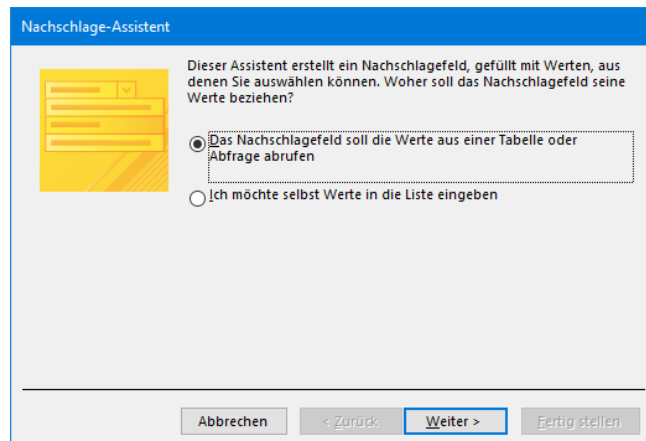 Nachschlage-Assistent
Dieser Assistent erstellt ein Nachschlagefeld, gefüllt mit Werten, aus
denen Sie auswählen können. Woher soll das Nachschlagefeld seine
Werte beziehen?
Das Nachschlagefeld soll die Werte aus einer Tabelle oder
Abfrage abrufen
Ich möchte selbst Werte in die Liste eingeben
Abbrechen < Zurück Weiter > Fertig stellen